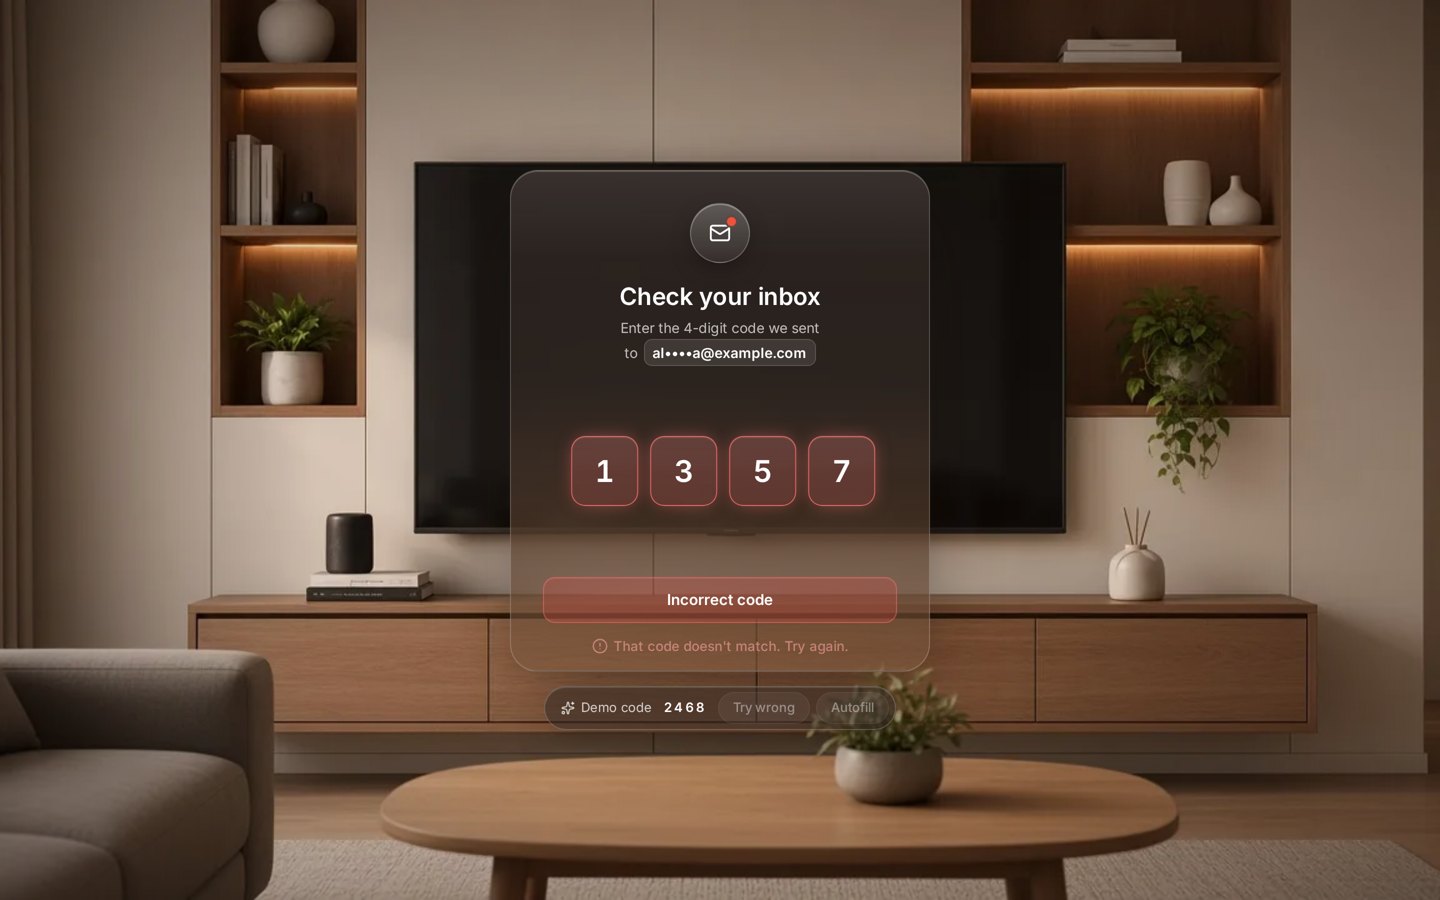 Check your inbox
Enter the 4-digit code we sent
to al••••a@example.com
1 3 5 7
Incorrect code
That code doesn't match. Try again.
Demo code 2468 Try wrong Autofill